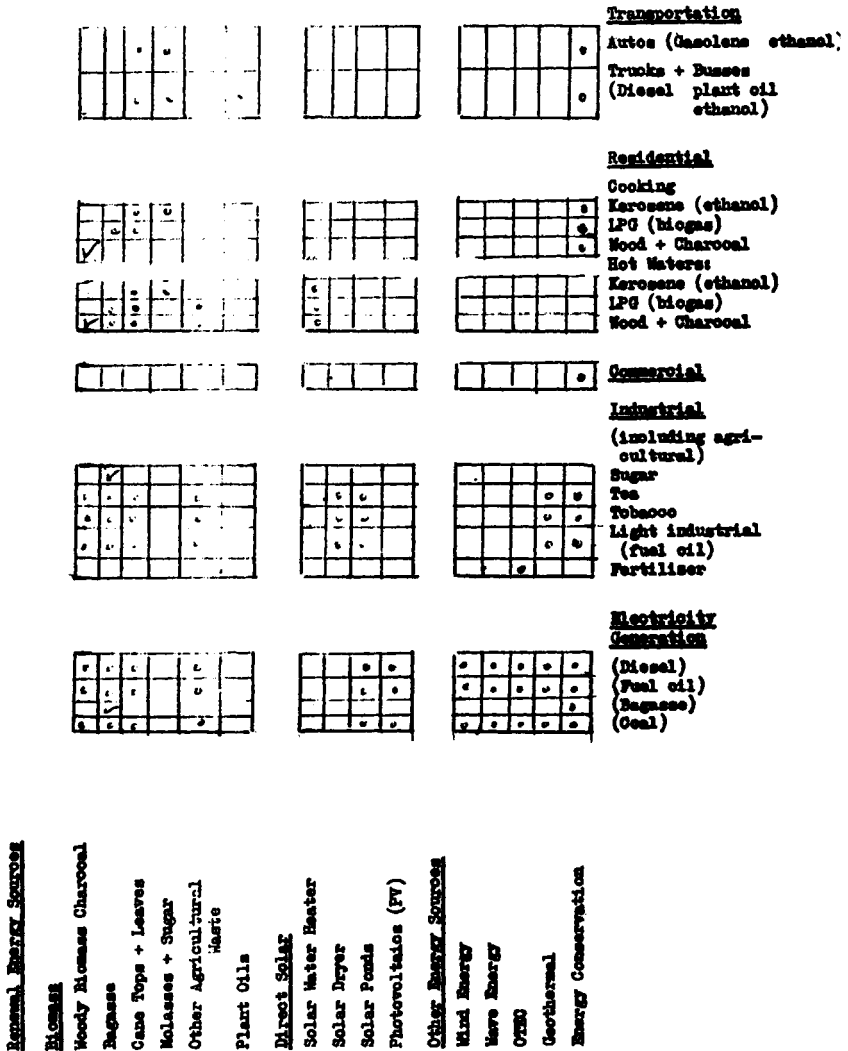 Transportation
Autos (Gasolene ethanol)
Trucks + Busses
(Diesel plant oil
ethanol)
Residential
Cooking
Kerosene (ethanol)
LPG (biogas)
Wood + Charcoal
Hot Waters:
Kerosene (ethanol)
LPG (biogas)
Wood + Charcoal
Commercial
Industrial
(including agri-
cultural)
Sugar
Tea
Tobacco
Light industrial
(fuel oil)
Fertiliser
Electricity
Generation
(Diesel)
(Fuel oil)
(Bagasse)
(Coal)
Renewal Energy Sources
Biomass
Woody Biomass Charcoal
Bagasse
Cane Tops + Leaves
Molasses + Sugar
Other Agricultural
Waste
Plant Oils
Direct Solar
Solar Water Heater
Solar Dryer
Solar Ponds
Photovoltaics (PV)
Other Energy Sources
Wind Energy
Wave Energy
OTEC
Geothermal
Energy Conservation